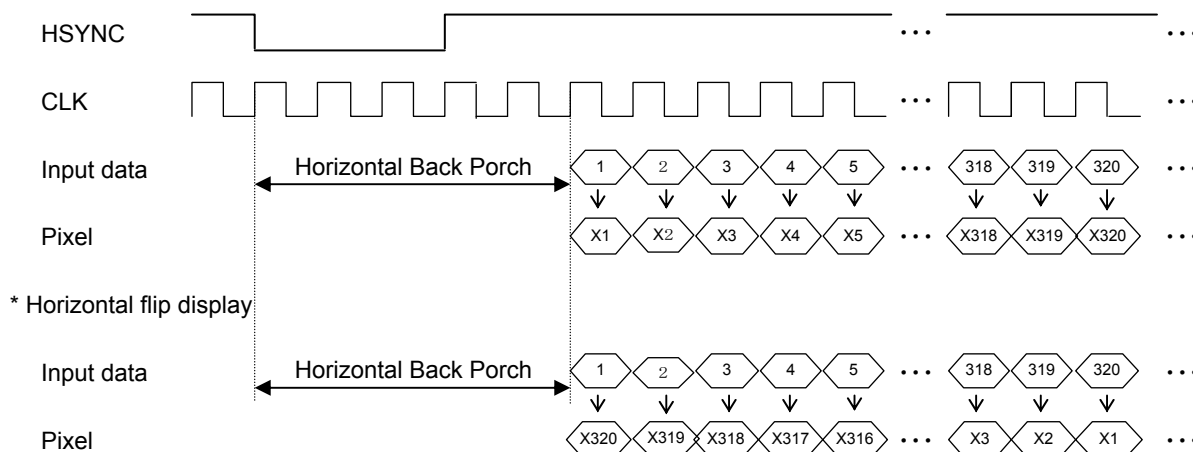 HSYNC ... ...
CLK ... ...
Input data Horizontal Back Porch 1 2 3 4 5 ... 318 319 320 ...
Pixel X1 X2 X3 X4 X5 ... X318 X319 X320 ...
* Horizontal flip display
Input data Horizontal Back Porch 1 2 3 4 5 ... 318 319 320 ...
Pixel X320 X319 X318 X317 X316 ... X3 X2 X1 ...